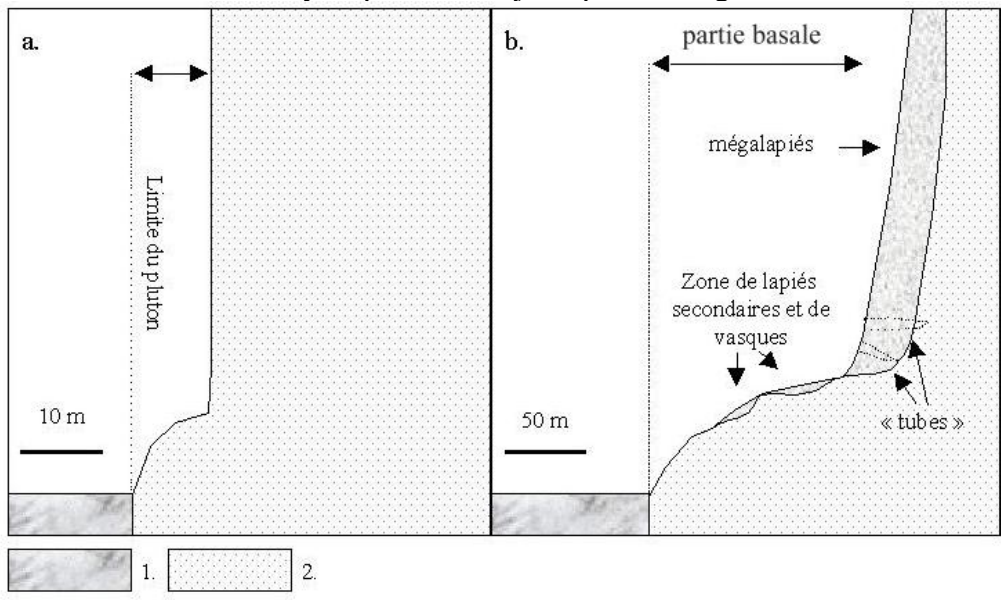 a.
Limite du pluton
10 m
b.
partie basale
mégalapiés
Zone de lapiés
secondaires et de
vasques
50 m
« tubes »
1.
2.